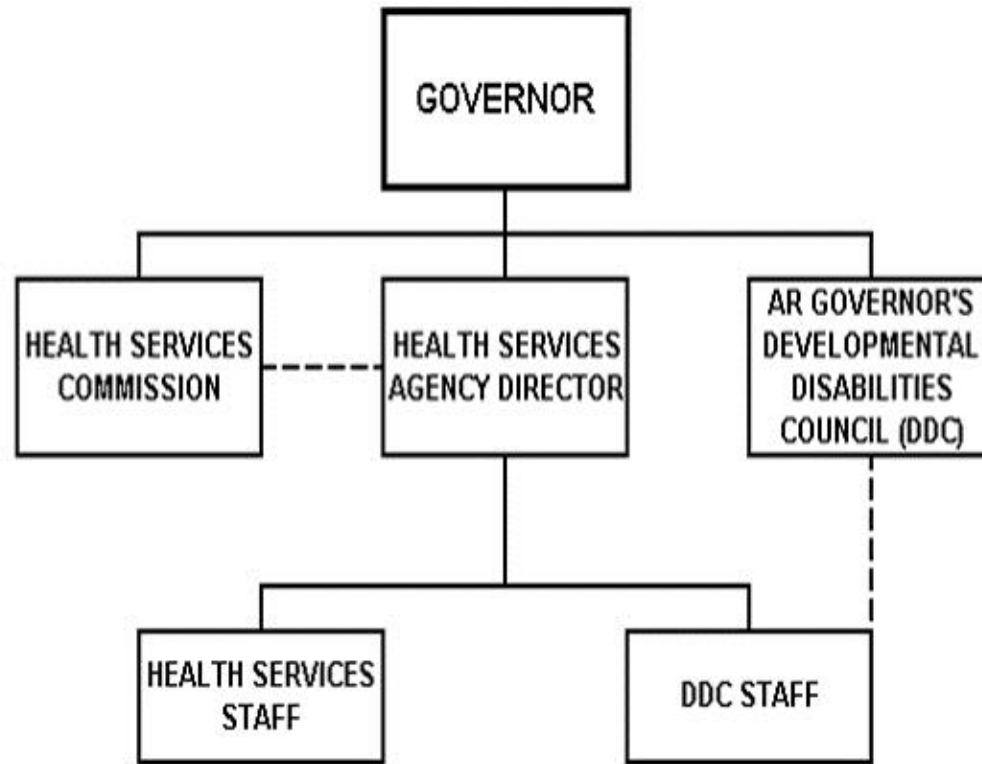 GOVERNOR
HEALTH SERVICES
COMMISSION
HEALTH SERVICES
AGENCY DIRECTOR
AR GOVERNOR'S
DEVELOPMENTAL
DISABILITIES
COUNCIL (DDC)
HEALTH SERVICES
STAFF
DDC STAFF